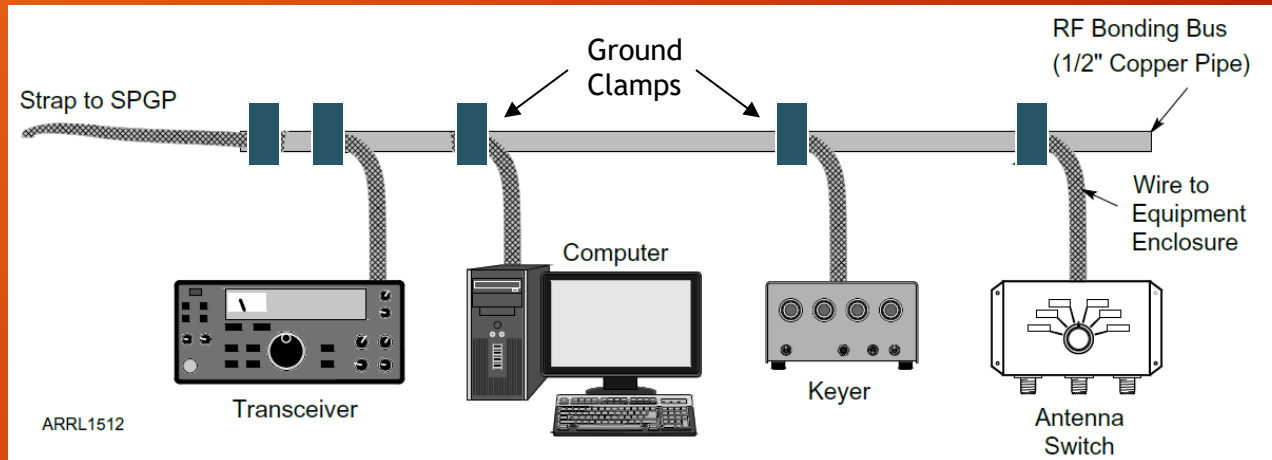 Strap to SPGP
Ground
Clamps
RF Bonding Bus
(1/2" Copper Pipe)
Wire to
Equipment
Enclosure
Computer
Transceiver
Keyer
Antenna
Switch
ARRL1512